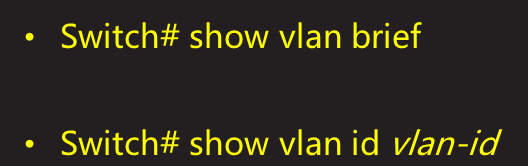 • Switch# show vlan brief
• Switch# show vlan id vlan-id